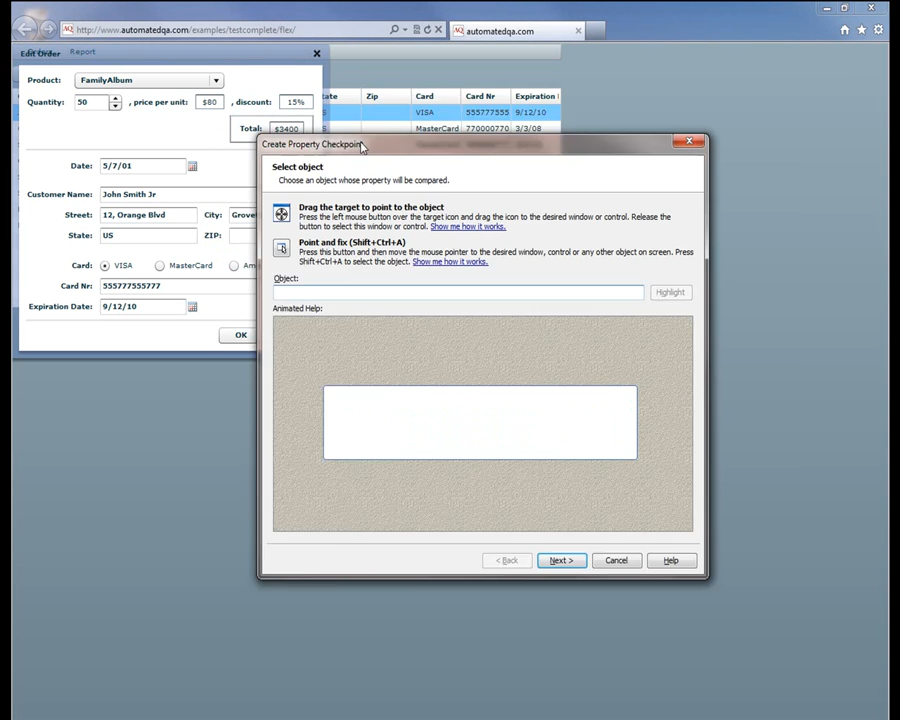 http://www.automatedqa.com/examples/testcomplete/flex/
automatedqa.com
Edit Order
Report
Product:
FamilyAlbum
Quantity:
50
, price per unit:
$80
, discount:
15%
Total:
$3400
Date:
5/7/01
Customer Name:
John Smith Jr
Street:
12, Orange Blvd
City:
Grove
State:
US
ZIP:
Card:
VISA
MasterCard
Am
Card Nr:
555777555777
Expiration Date:
9/12/10
OK
tate
Zip
Card
Card Nr
Expiration
VISA
555777555
9/12/10
MasterCard
770000770
3/3/08
Create Property Checkpoint
Select object
Choose an object whose property will be compared.
Drag the target to point to the object
Press the left mouse button over the target icon and drag the icon to the desired window or control. Release the
button to select this window or control. Show me how it works.
Point and fix (Shift+Ctrl+A)
Press this button and then move the mouse pointer to the desired window, control or any other object on screen. Press
Shift+Ctrl+A to select the object. Show me how it works.
Object:
Highlight
Animated Help:
< Back
Next >
Cancel
Help